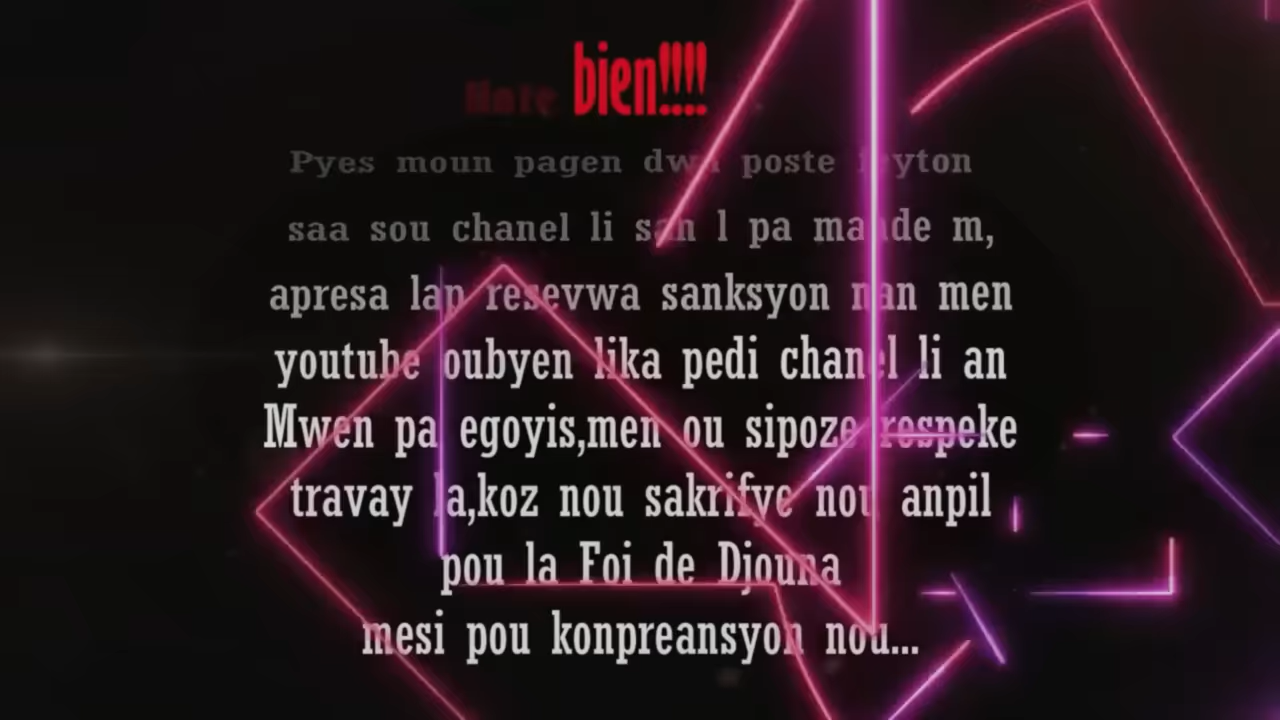 Note bien!!!!
Pyes moun pagen dwa poste feyton
saa sou chanel li san l pa mande m,
apresa lap resevwa sanksyon nan men
youtube oubyen lika pedi chanel li an
Mwen pa egoyis,men ou sipoze respeke
travay la,koz nou sakrifye nou anpil
pou la Foi de Djouna
mesi pou konpreansyon nou...